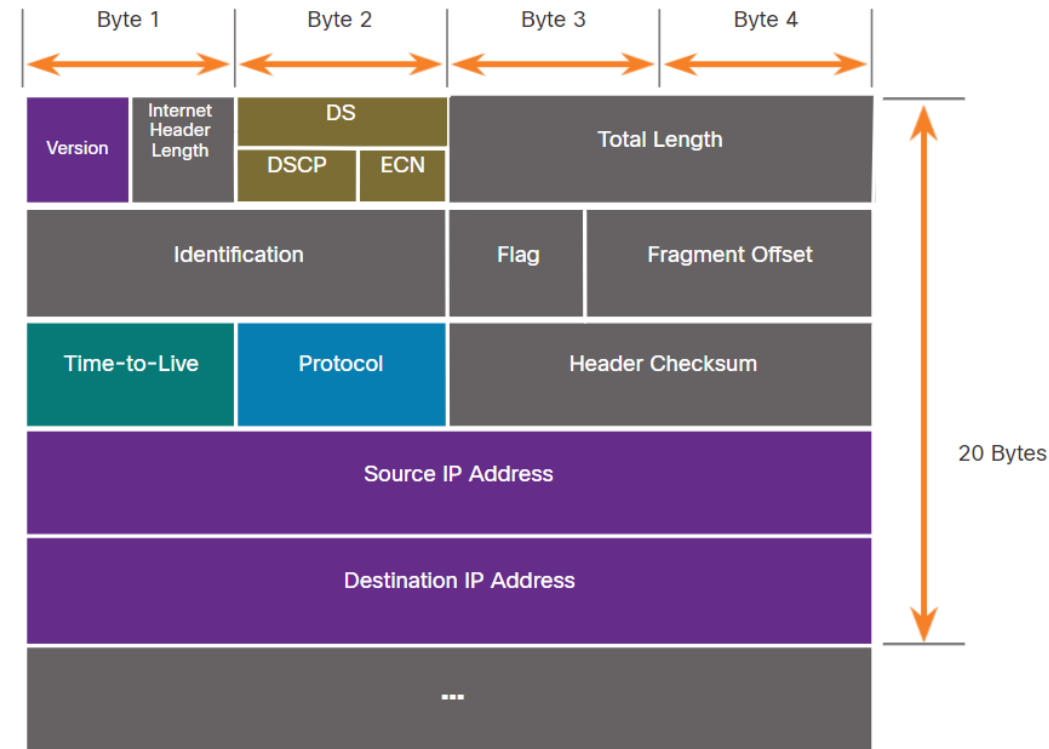 Byte 1
Byte 2
Byte 3
Byte 4
Version
Internet
Header
Length
DS
DSCP
ECN
Total Length
Identification
Flag
Fragment Offset
Time-to-Live
Protocol
Header Checksum
Source IP Address
20 Bytes
Destination IP Address
...